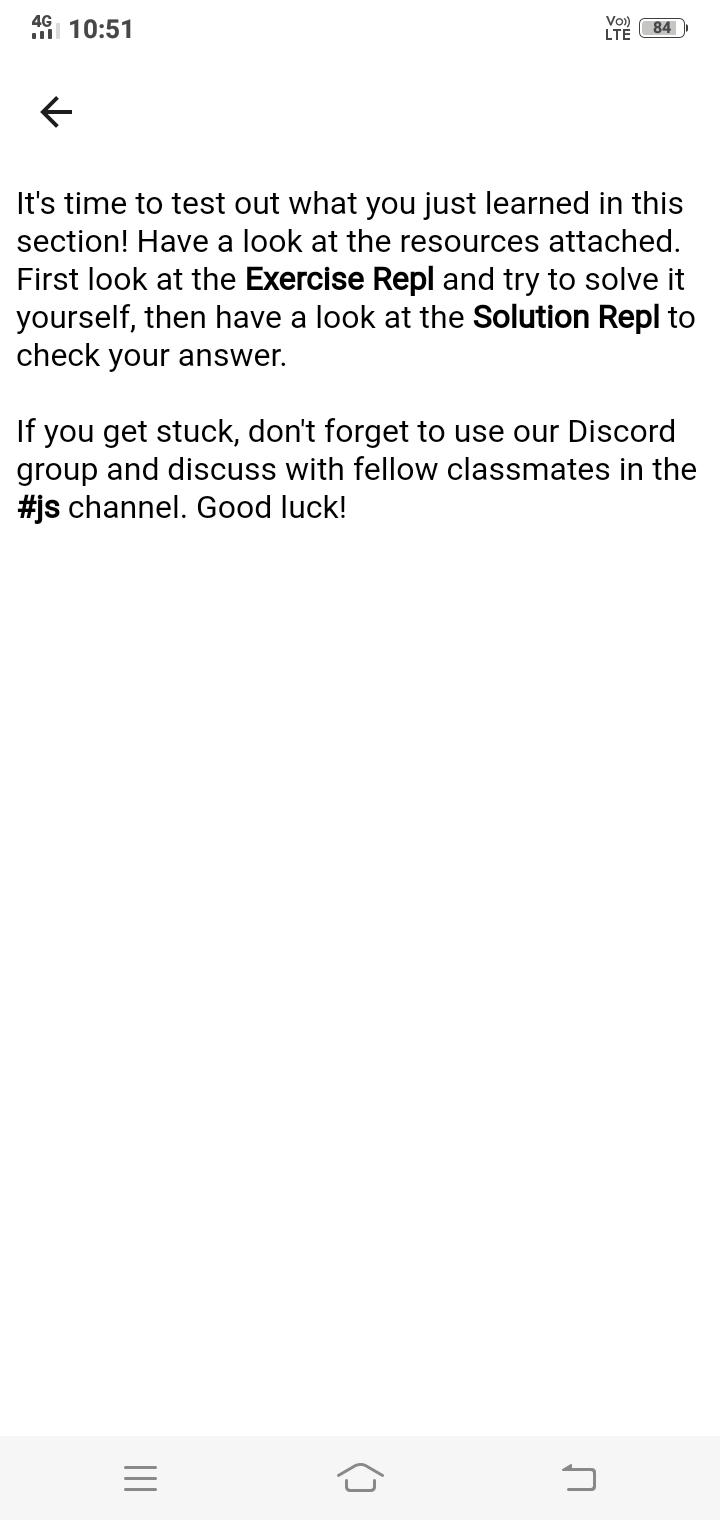 4G 10:51 Vo)) LTE 84
It's time to test out what you just learned in this
section! Have a look at the resources attached.
First look at the Exercise Repl and try to solve it
yourself, then have a look at the Solution Repl to
check your answer.
If you get stuck, don't forget to use our Discord
group and discuss with fellow classmates in the
#js channel. Good luck!